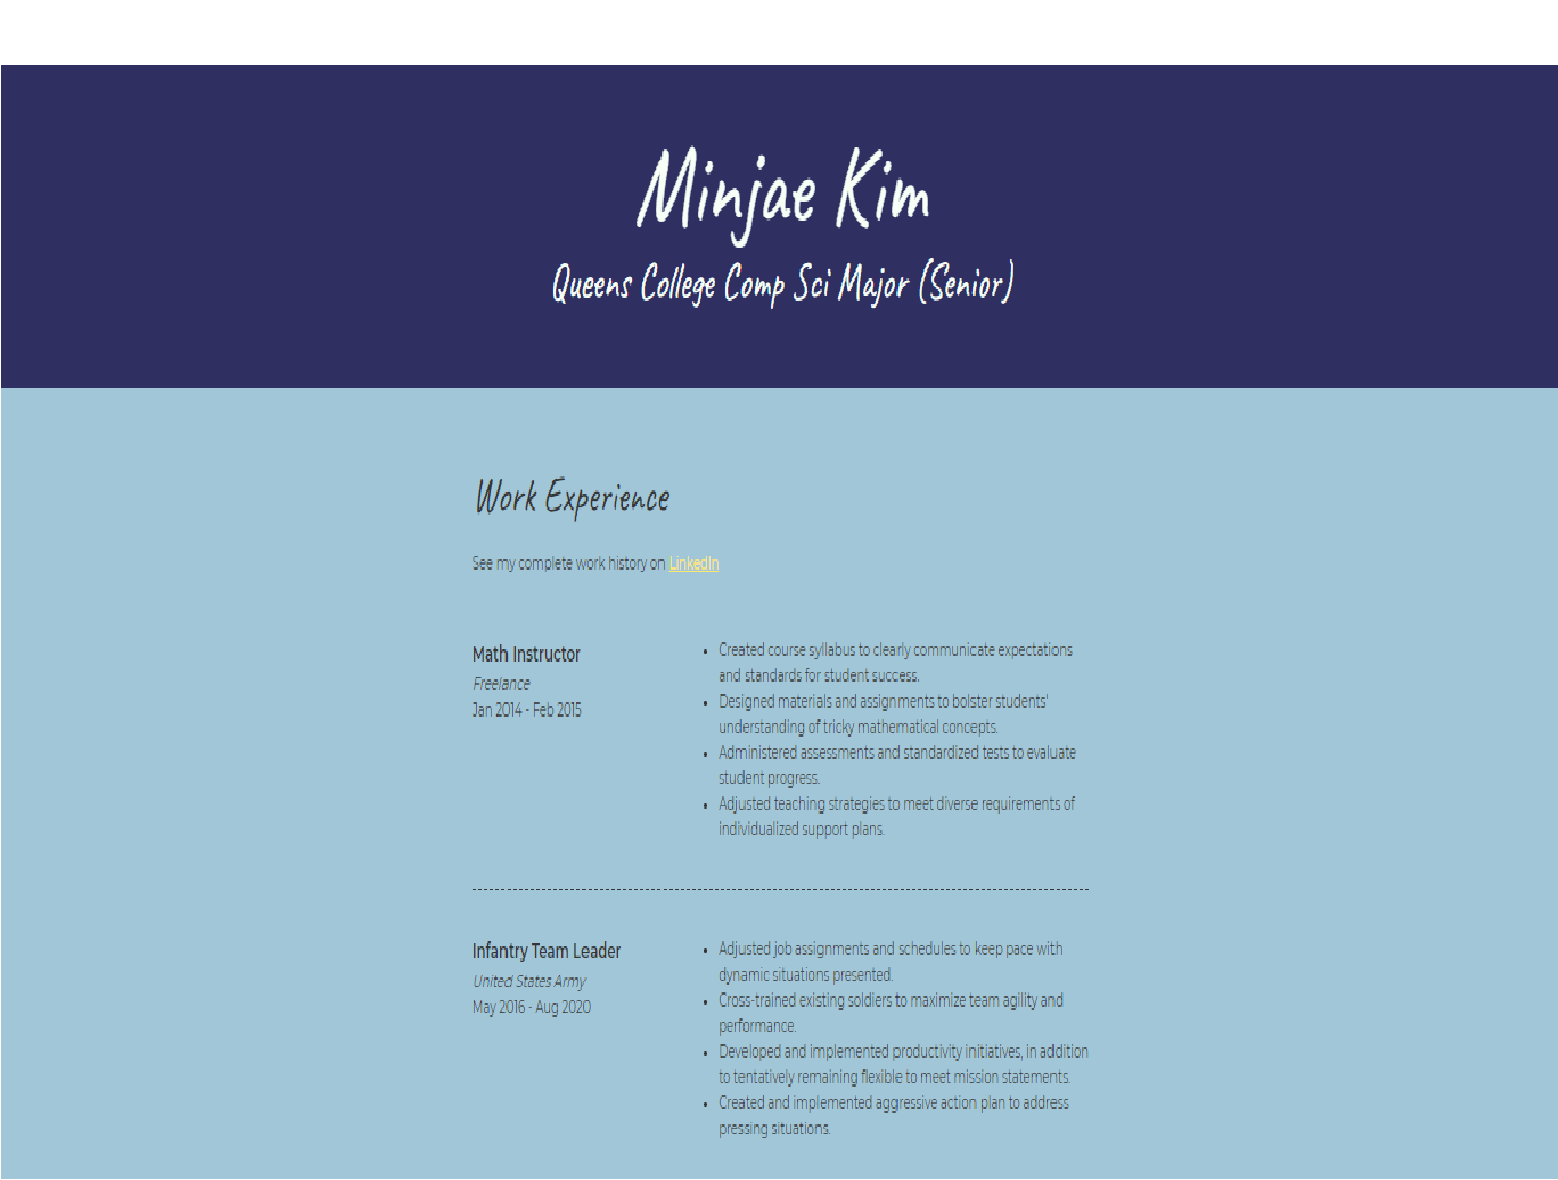 Minjae Kim
Queens College Comp Sci Major (Senior)
Work Experience
See my complete work history on LinkedIn
Math Instructor
Freelance
Jan 2014 - Feb 2015
• Created course syllabus to clearly communicate expectations
and standards for student success.
• Designed materials and assignments to bolster students'
understanding of tricky mathematical concepts.
• Administered assessments and standardized tests to evaluate
student progress.
• Adjusted teaching strategies to meet diverse requirements of
individualized support plans.
Infantry Team Leader
United States Army
May 2016 - Aug 2020
• Adjusted job assignments and schedules to keep pace with
dynamic situations presented.
• Cross-trained existing soldiers to maximize team agility and
performance.
• Developed and implemented productivity initiatives, in addition
to tentatively remaining flexible to meet mission statements.
• Created and implemented aggressive action plan to address
pressing situations.